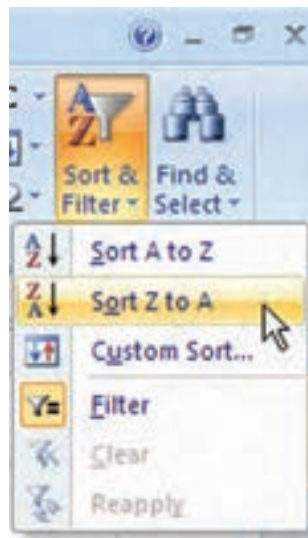 Sort &
Filter
Find &
Select
Sort A to Z
Sort Z to A
Custom Sort...
Filter
Clear
Reapply